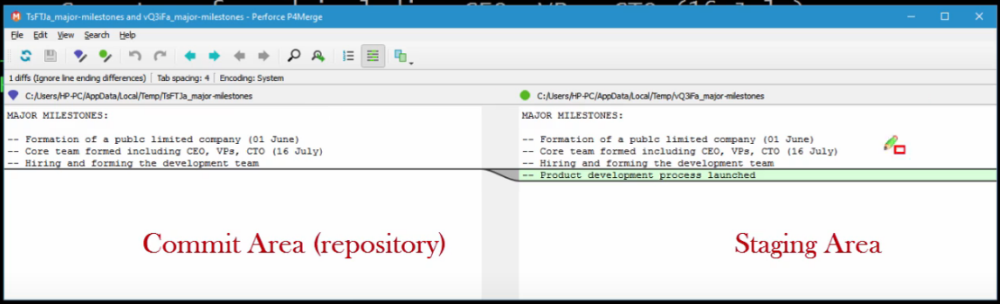 TsFTJa_major-milestones and vQ3iFa_major-milestones - Perforce P4Merge
File Edit View Search Help
1 diffs (Ignore line ending differences) | Tab spacing: 4 | Encoding: System
C:/Users/HP-PC/AppData/Local/Temp/TsFTJa_major-milestones
C:/Users/HP-PC/AppData/Local/Temp/vQ3iFa_major-milestones
MAJOR MILESTONES:
-- Formation of a publc limited company (01 June)
-- Core team formed including CEO, VPs, CTO (16 July)
-- Hiring and forming the development team
Commit Area (repository)
MAJOR MILESTONES:
-- Formation of a publc limited company (01 June)
-- Core team formed including CEO, VPs, CTO (16 July)
-- Hiring and forming the development team
-- Product development process launched
Staging Area